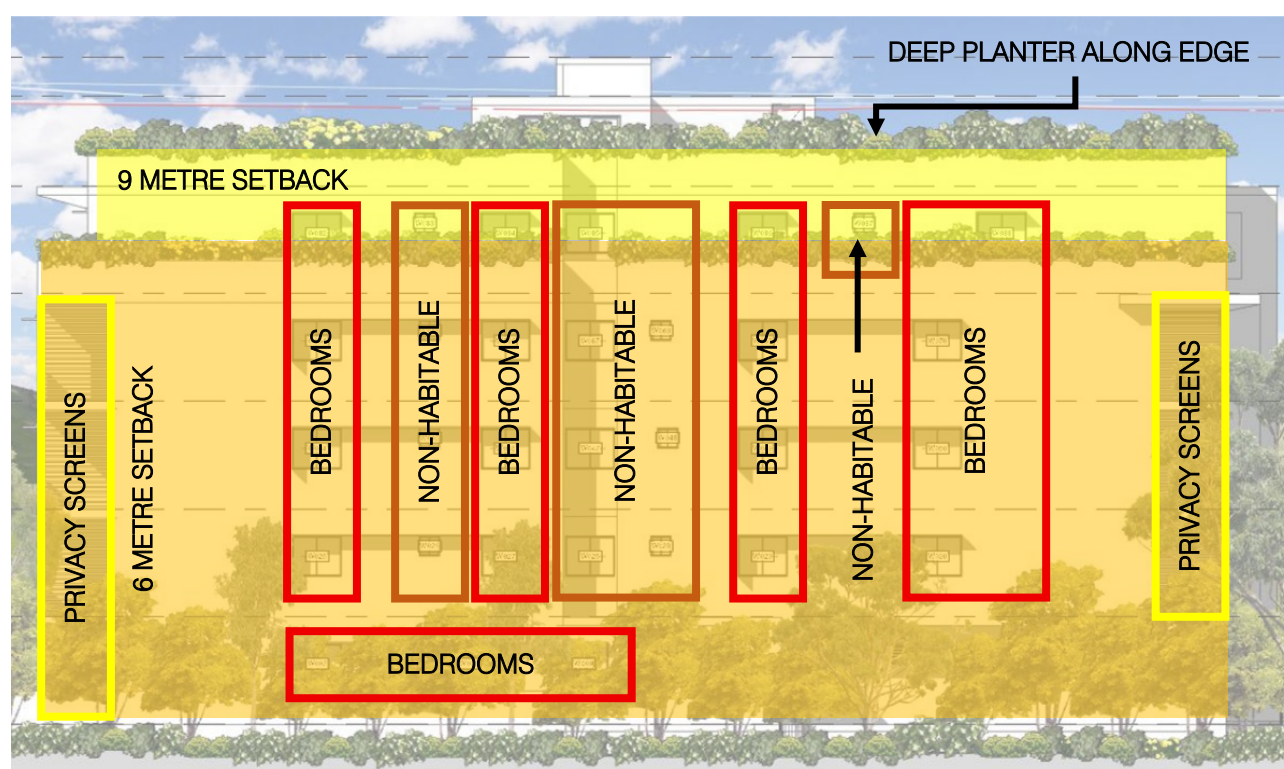 DEEP PLANTER ALONG EDGE
9 METRE SETBACK
PRIVACY SCREENS
6 METRE SETBACK
BEDROOMS
NON-HABITABLE
BEDROOMS
NON-HABITABLE
BEDROOMS
NON-HABITABLE
BEDROOMS
PRIVACY SCREENS
BEDROOMS